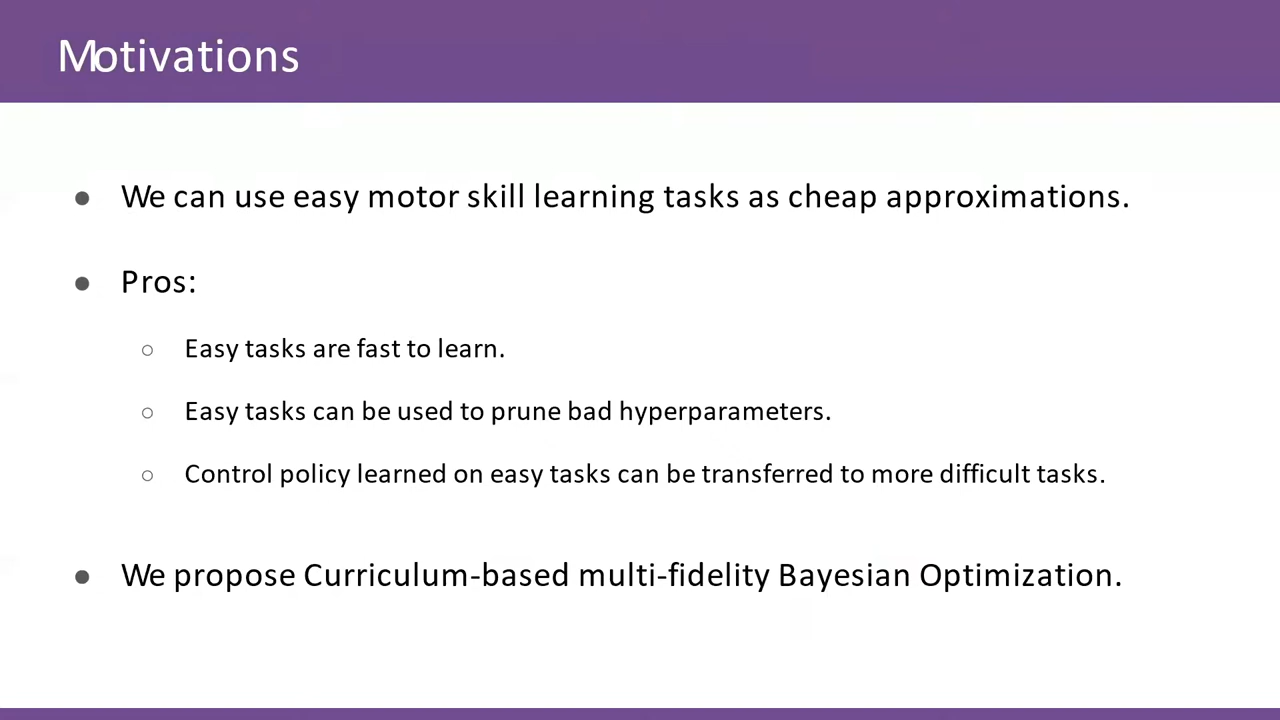 Motivations
● We can use easy motor skill learning tasks as cheap approximations.
● Pros:
○ Easy tasks are fast to learn.
○ Easy tasks can be used to prune bad hyperparameters.
○ Control policy learned on easy tasks can be transferred to more difficult tasks.
● We propose Curriculum-based multi-fidelity Bayesian Optimization.